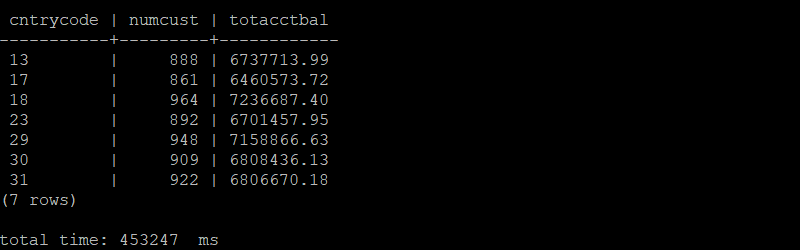 cntrycode | numcust | totacctbal
-----------+---------+------------
 13        |     888 | 6737713.99
 17        |     861 | 6460573.72
 18        |     964 | 7236687.40
 23        |     892 | 6701457.95
 29        |     948 | 7158866.63
 30        |     909 | 6808436.13
 31        |     922 | 6806670.18
(7 rows)

total time: 453247  ms